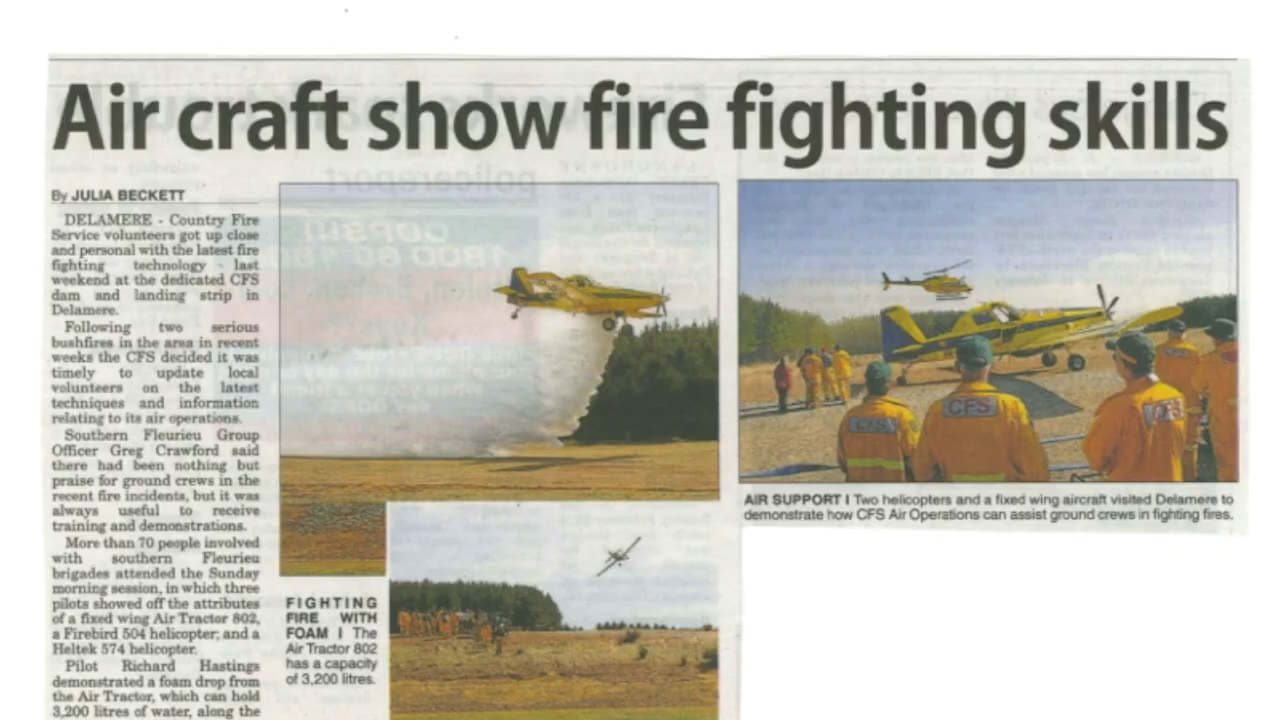 Air craft show fire fighting skills
By JULIA BECKETT
DELAMERE - Country Fire
Service volunteers got up close
and personal with the latest fire
fighting technology last
weekend at the dedicated CFS
dam and landing strip in
Delamere.
Following two serious
bushfires in the area in recent
weeks the CFS decided it was
timely to update local
volunteers on the latest
techniques and information
relating to its air operations.
Southern Fleurieu Group
Officer Greg Crawford said
there had been nothing but
praise for ground crews in the
recent fire incidents, but it was
always useful to receive
training and demonstrations.
More than 70 people involved
with southern Fleurieu
brigades attended the Sunday
morning session, in which three
pilots showed off the attributes
of a fixed wing Air Tractor 802,
a Firebird 504 helicopter; and a
Heltek 574 helicopter.
Pilot Richard Hastings
demonstrated a foam drop from
the Air Tractor, which can hold
3,200 litres of water, along the
FIGHTING
FIRE WITH
FOAM I The
Air Tractor 802
has a capacity
of 3,200 litres.
CFS
CFS
CFS
AIR SUPPORT I Two helicopters and a fixed wing aircraft visited Delamere to
demonstrate how CFS Air Operations can assist ground crews in fighting fires.